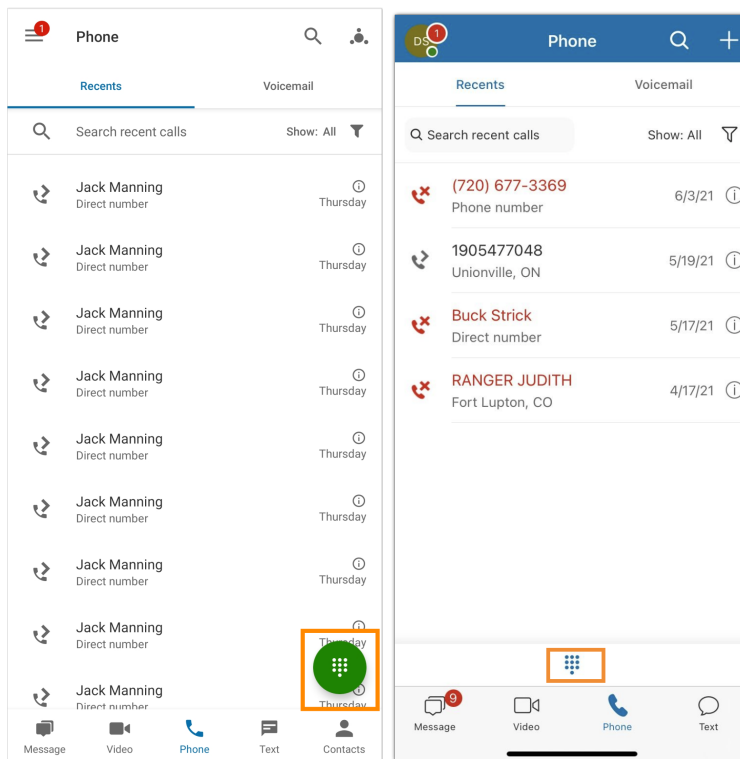 1
Phone
Recents
Voicemail
Search recent calls
Show: All
Jack Manning
Direct number
Thursday
Jack Manning
Direct number
Thursday
Jack Manning
Direct number
Thursday
Jack Manning
Direct number
Thursday
Jack Manning
Direct number
Thursday
Jack Manning
Direct number
Thursday
Jack Manning
Direct number
Thursday
Jack Manning
Direct number
Thursday
Jack Manning
Direct number
Thursday
Message
Video
Phone
Text
Contacts
DS
1
Phone
Recents
Voicemail
Search recent calls
Show: All
(720) 677-3369
Phone number
6/3/21
1905477048
Unionville, ON
5/19/21
Buck Strick
Direct number
5/17/21
RANGER JUDITH
Fort Lupton, CO
4/17/21
9
Message
Video
Phone
Text